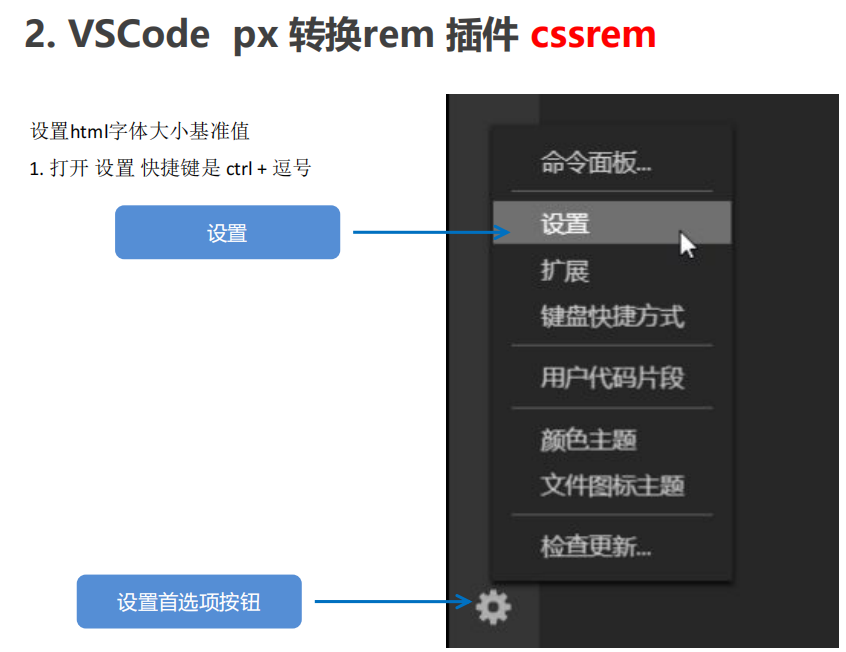 2. VSCode px 转换rem 插件 cssrem
设置html字体大小基准值
1. 打开 设置 快捷键是 ctrl + 逗号
命令面板...
设置
设置
扩展
键盘快捷方式
用户代码片段
颜色主题
文件图标主题
检查更新...
设置首选项按钮